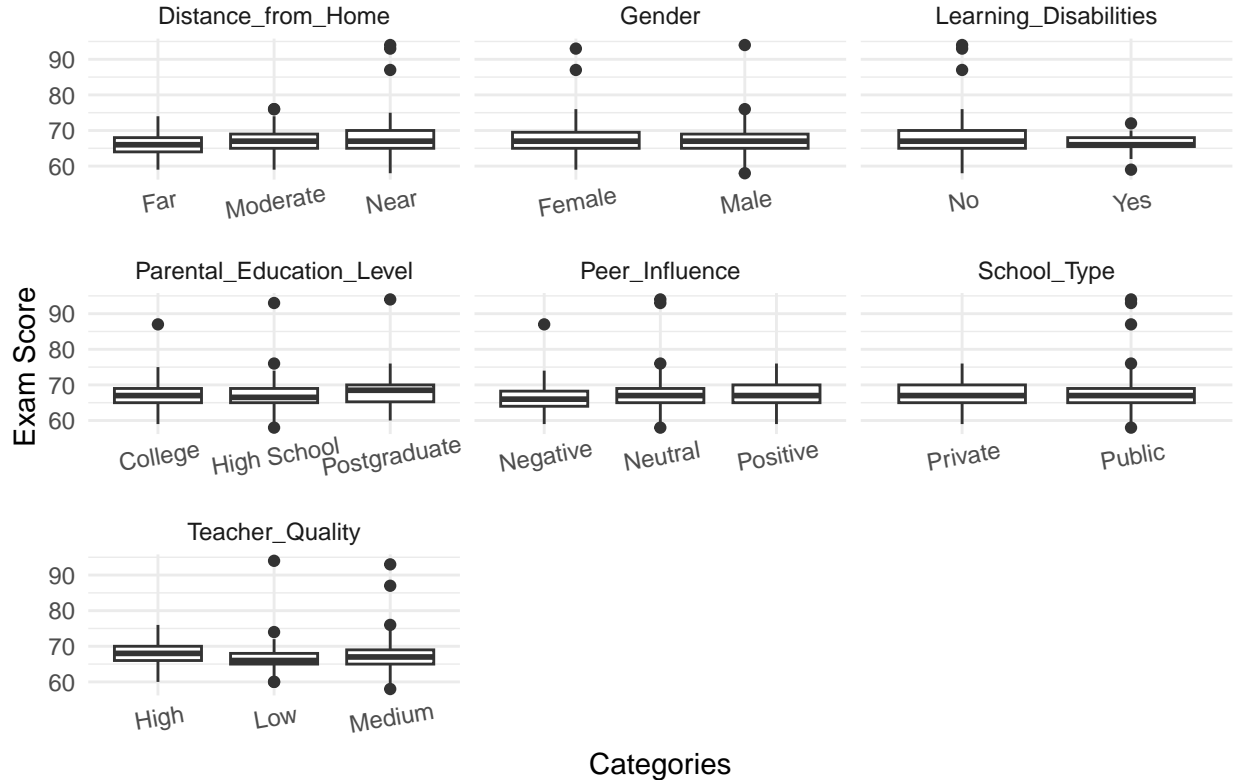 Distance_from_Home Gender Learning_Disabilities
90
80
70
60
Far Moderate Near Female Male No Yes
Parental_Education_Level Peer_Influence School_Type
90
80
70
60
College High School Postgraduate Negative Neutral Positive Private Public
Exam Score
Teacher_Quality
90
80
70
60
High Low Medium
Categories